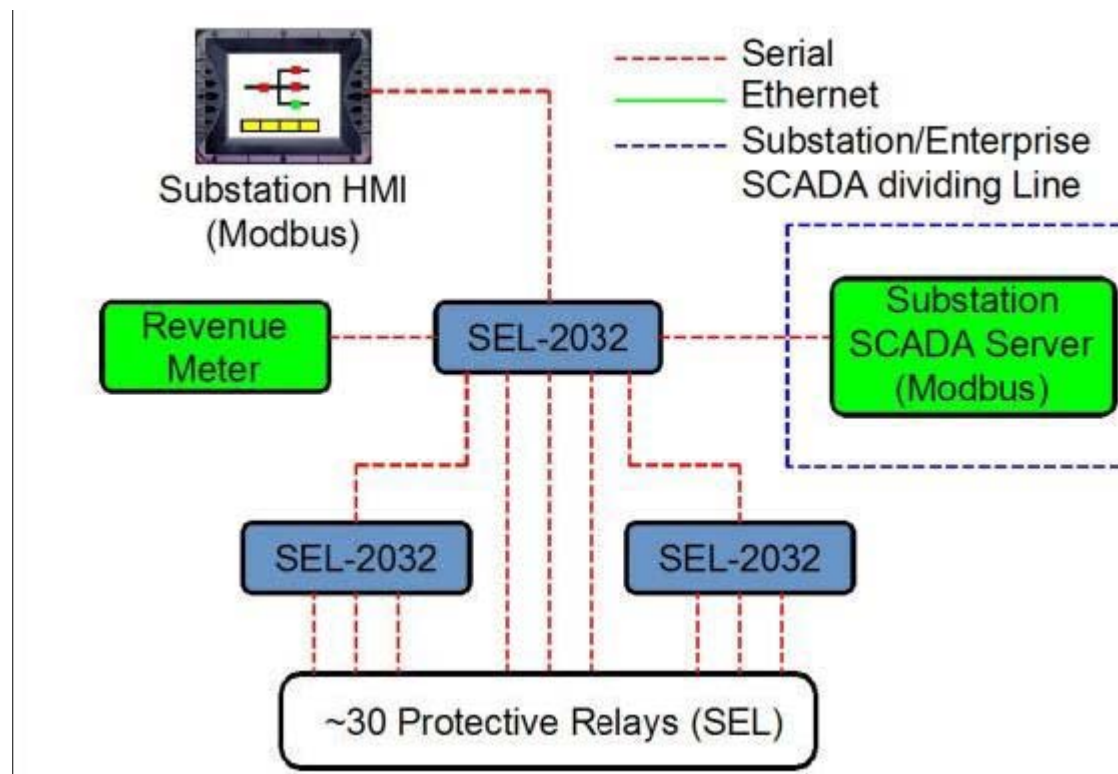 Serial
Ethernet
Substation/Enterprise
SCADA dividing Line
Substation HMI
(Modbus)
Revenue
Meter
SEL-2032
Substation
SCADA Server
(Modbus)
SEL-2032
SEL-2032
~30 Protective Relays (SEL)